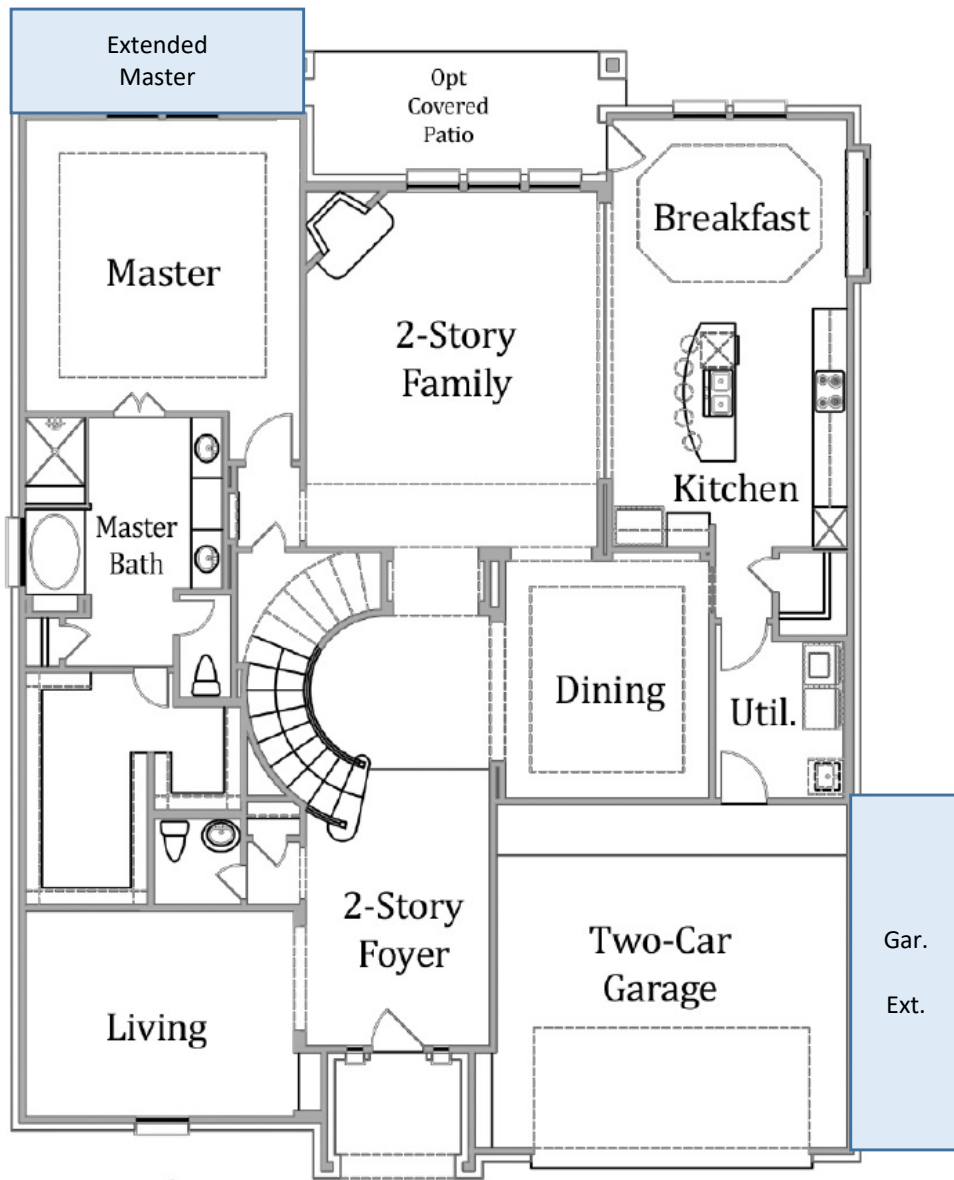 Extended
Master
Opt
Covered
Patio
Breakfast
Master
2-Story
Family
Kitchen
Master
Bath
Dining
Util.
2-Story
Foyer
Two-Car
Garage
Gar.
Ext.
Living